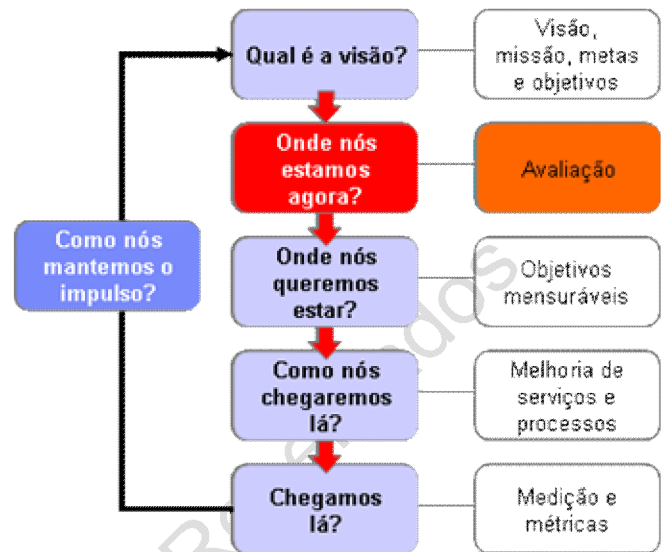 Qual é a visão?
Visão,
missão, metas
e objetivos
Onde nós
estamos
agora?
Avaliação
Como nós
mantemos o
impulso?
Onde nós
queremos
estar?
Objetivos
mensuráveis
Como nós
chegaremos
lá?
Melhoria de
serviços e
processos
Chegamos
lá?
Medição e
métricas